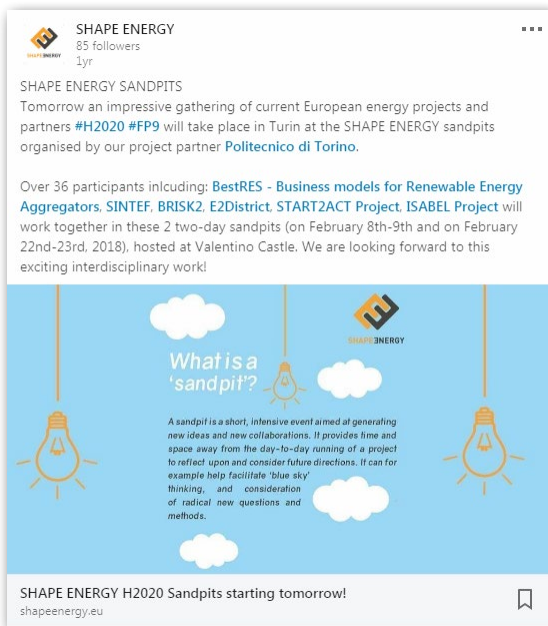 SHAPE ENERGY
85 followers
1yr
SHAPEENERGY
SHAPE ENERGY SANDPITS
Tomorrow an impressive gathering of current European energy projects and
partners #H2020 #FP9 will take place in Turin at the SHAPE ENERGY sandpits
organised by our project partner Politecnico di Torino.
Over 36 participants inlcuding: BestRES - Business models for Renewable Energy
Aggregators, SINTEF, BRISK2, E2District, START2ACT Project, ISABEL Project will
work together in these 2 two-day sandpits (on February 8th-9th and on February
22nd-23rd, 2018), hosted at Valentino Castle. We are looking forward to this
exciting interdisciplinary work!
SHAPEƎNERGY
What is a
'sandpit'?
A sandpit is a short, intensive event aimed at generating
new ideas and new collaborations. It provides time and
space away from the day-to-day running of a project
to reflect upon and consider future directions. It can for
example help facilitate 'blue sky'
thinking, and consideration
of radical new questions and
methods.
SHAPE ENERGY H2020 Sandpits starting tomorrow!
shapeenergy.eu